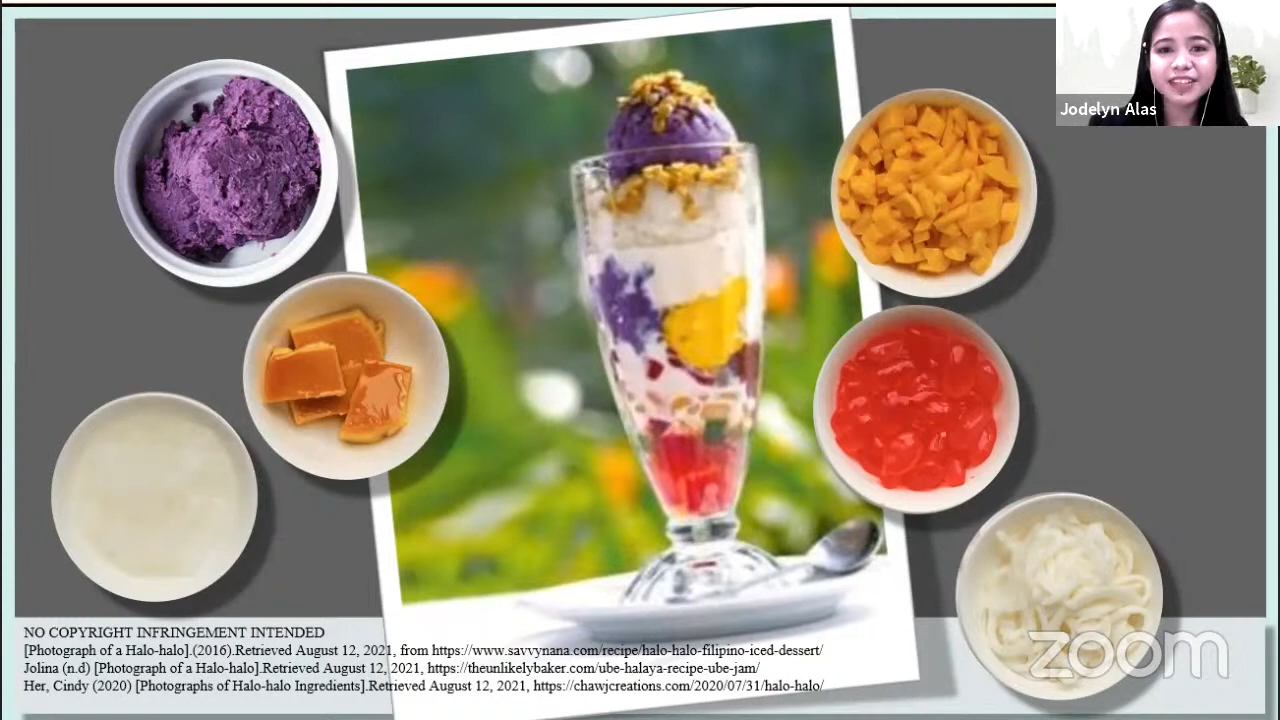 Jodelyn Alas
NO COPYRIGHT INFRINGEMENT INTENDED
[Photograph of a Halo-halo].(2016).Retrieved August 12, 2021, from https://www.savvynana.com/recipe/halo-halo-filipino-iced-dessert/
Jolina (n.d) [Photograph of a Halo-halo].Retrieved August 12, 2021, https://theunlikelybaker.com/ube-halaya-recipe-ube-jam/
Her, Cindy (2020) [Photographs of Halo-halo Ingredients].Retrieved August 12, 2021, https://chawjcreations.com/2020/07/31/halo-halo/
zoom